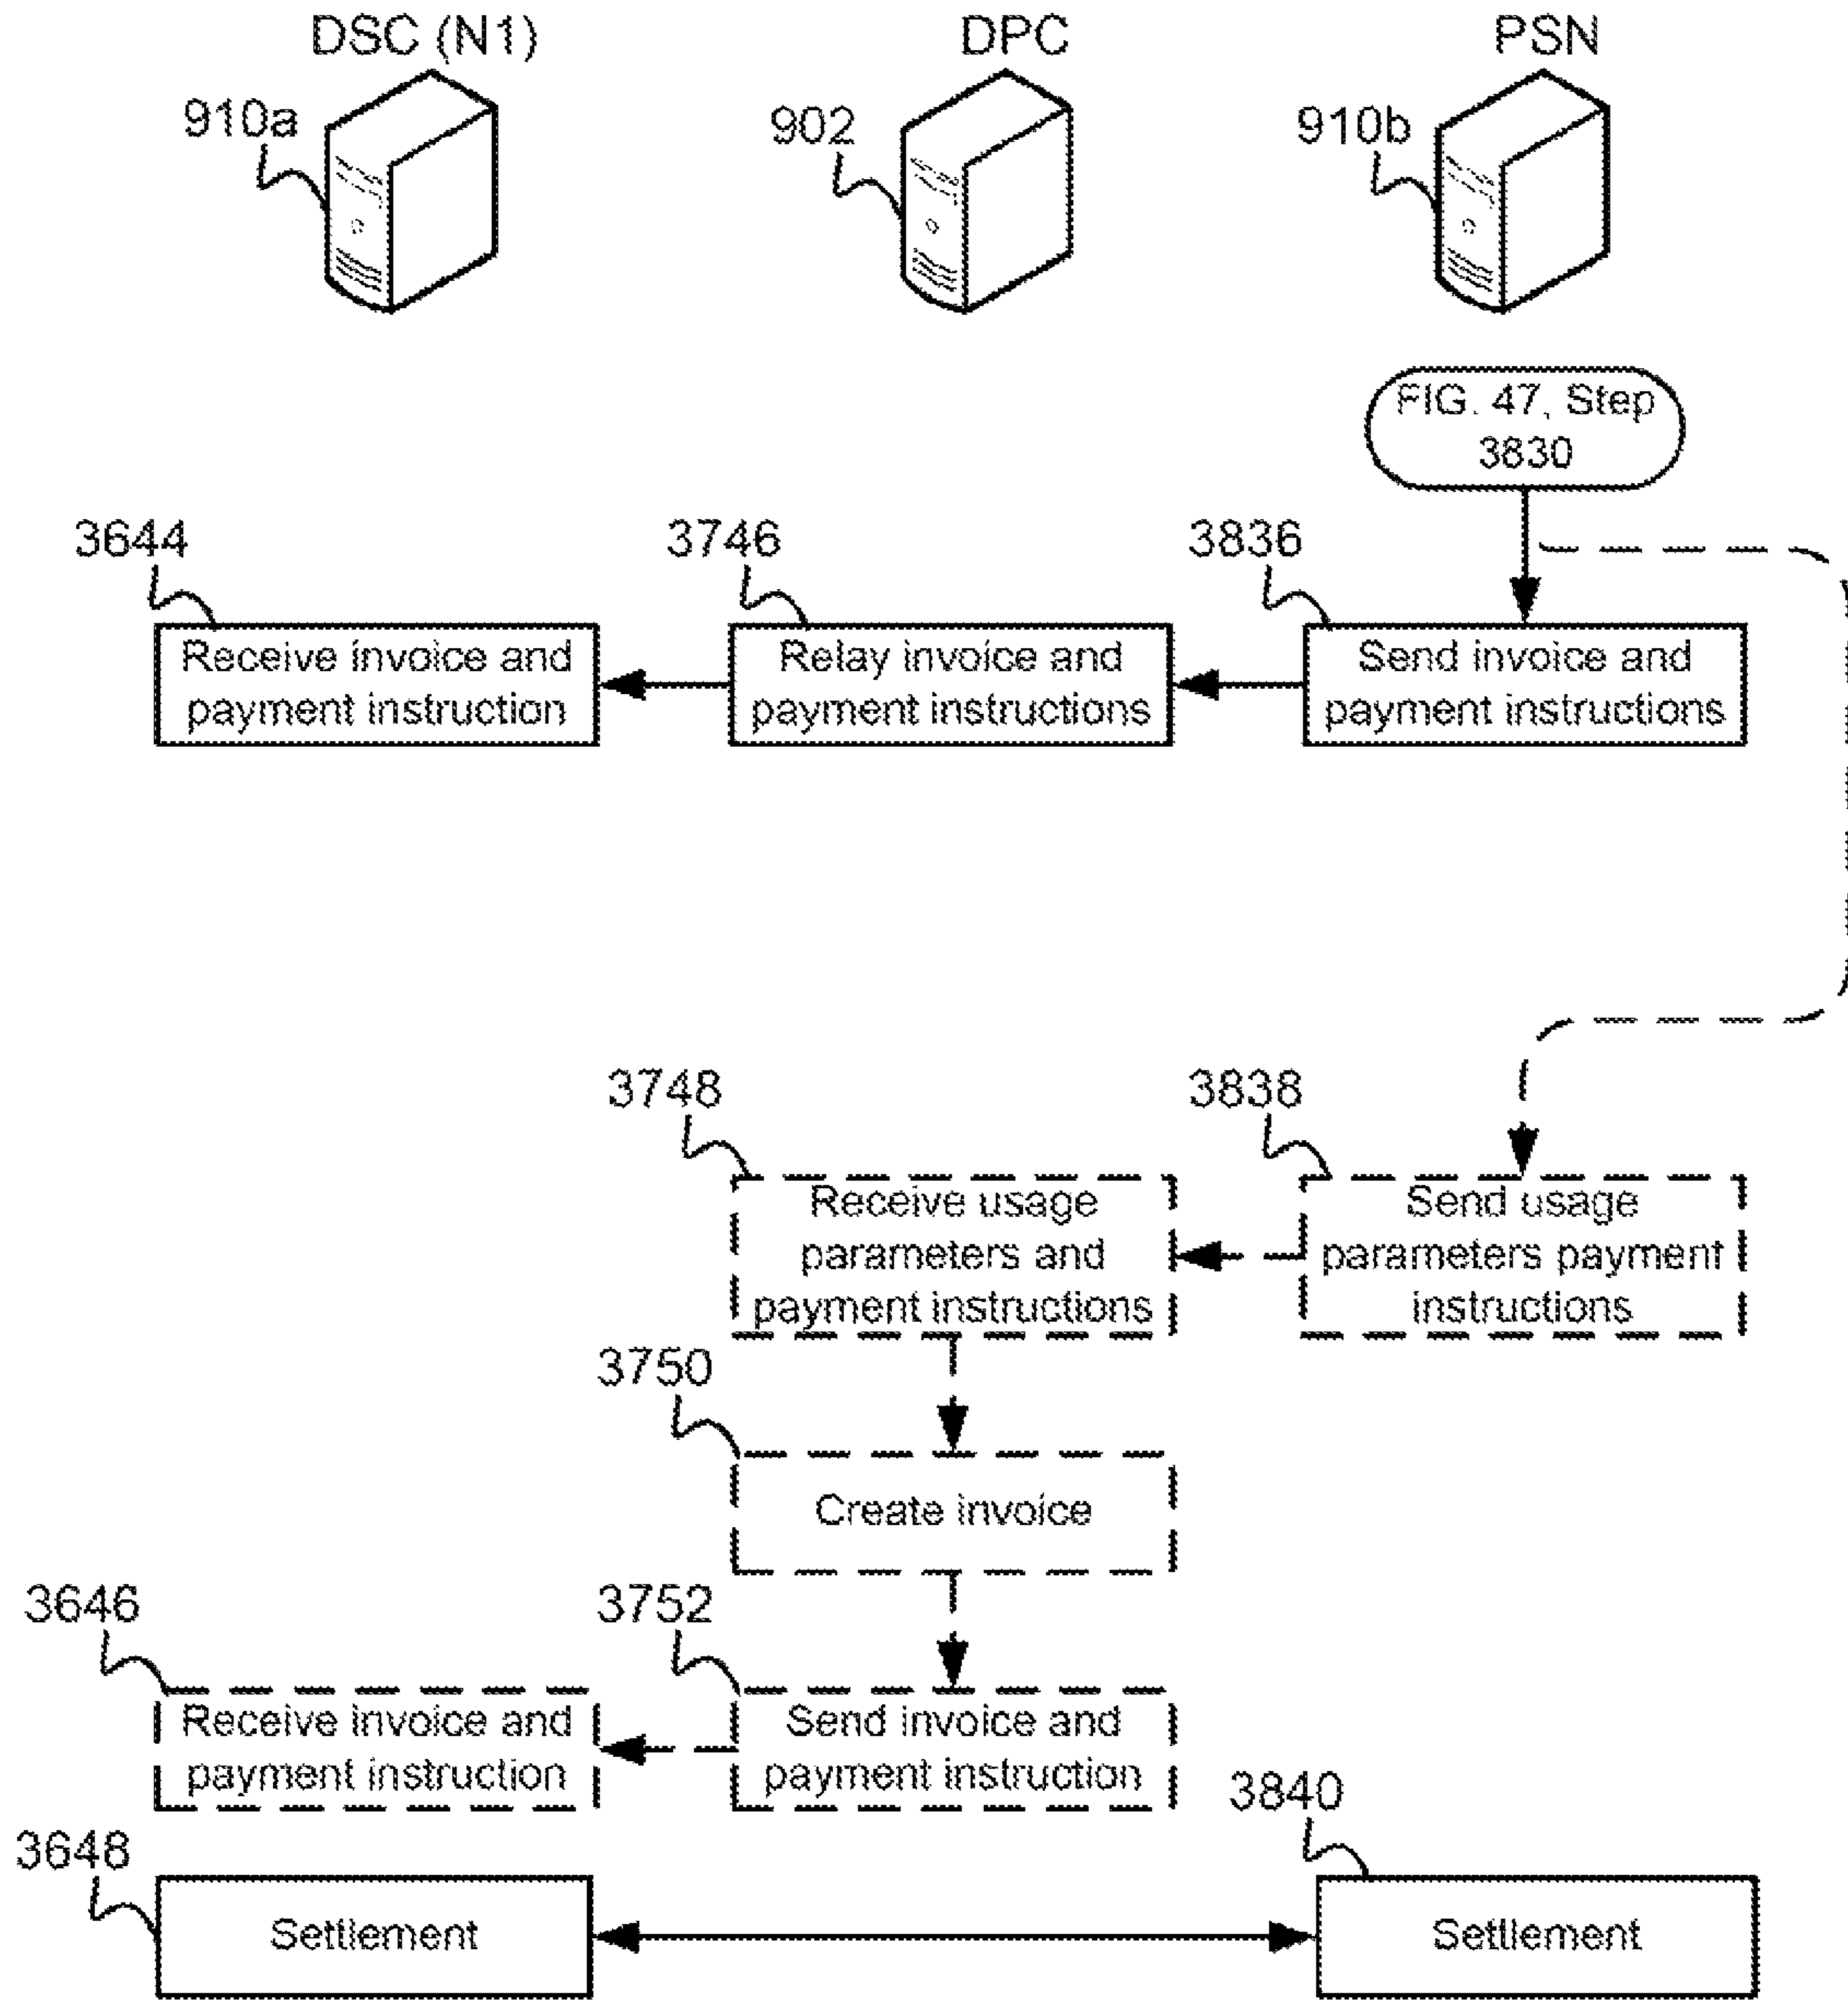 DSC (N1)
DPC
PSN
910a
902
910b
FIG. 47, Step
3830
3644
3746
3836
Receive invoice and
payment instruction
Relay invoice and
payment instructions
Send invoice and
payment instructions
3748
3838
Receive usage
parameters and
payment instructions
Send usage
parameters payment
instructions
3750
Create invoice
3646
3752
Receive invoice and
payment instruction
Send invoice and
payment instruction
3648
3840
Settlement
Settlement